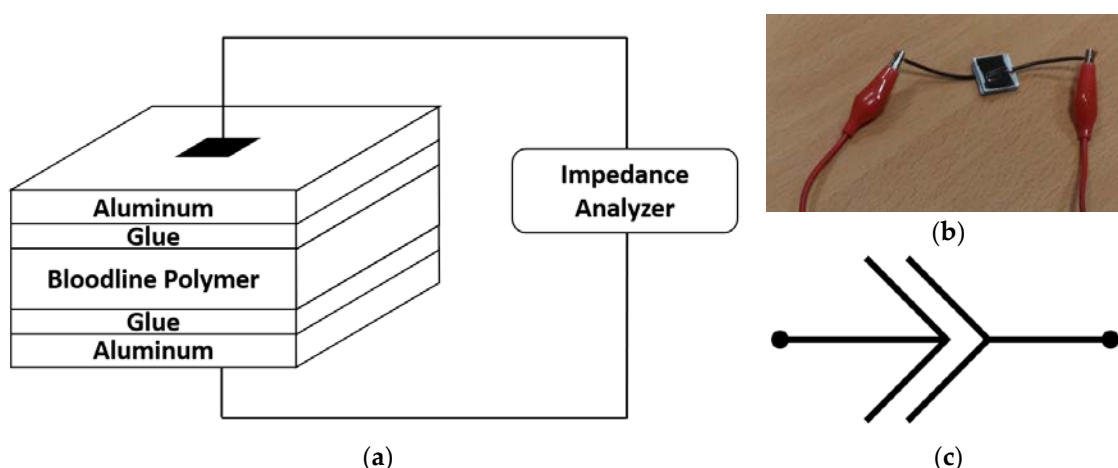 Aluminum
Glue
Bloodline Polymer
Glue
Aluminum
Impedance
Analyzer
(a)
(b)
(c)